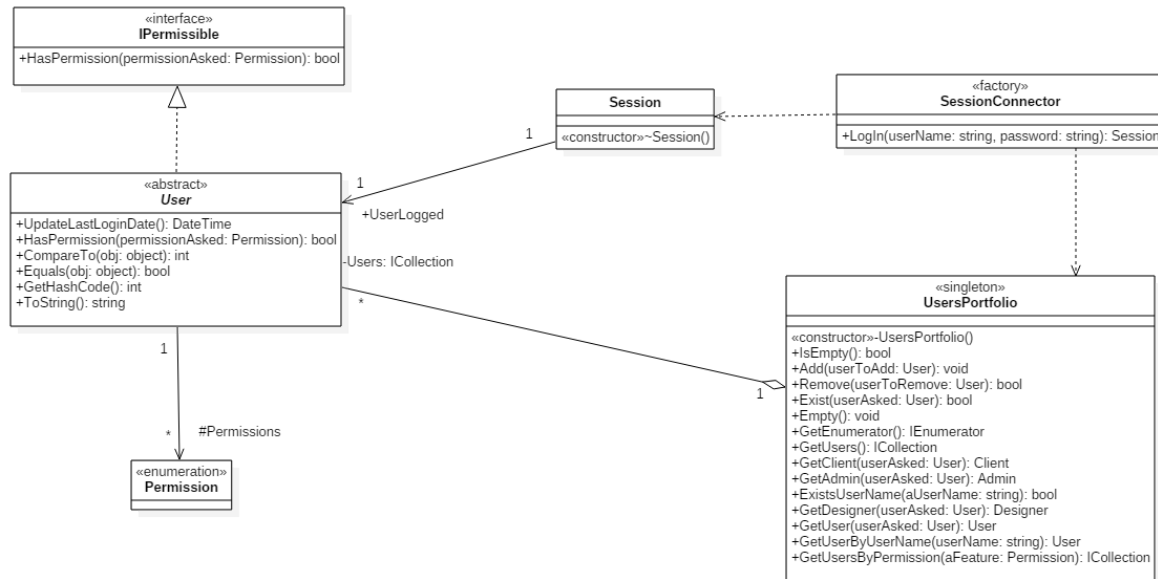 «interface»
IPermissible
+HasPermission(permissionAsked: Permission): bool
Session
«constructor»~Session()
«factory»
SessionConnector
+LogIn(userName: string, password: string): Session
1
1
+UserLogged
«abstract»
User
+UpdateLastLoginDate(): DateTime
+HasPermission(permissionAsked: Permission): bool
+CompareTo(obj: object): int
+Equals(obj: object): bool
+GetHashCode(): int
+ToString(): string
-Users: ICollection
*
1
1
*
#Permissions
«enumeration»
Permission
«singleton»
UsersPortfolio
«constructor»-UsersPortfolio()
+IsEmpty(): bool
+Add(userToAdd: User): void
+Remove(userToRemove: User): bool
+Exist(userAsked: User): bool
+Empty(): void
+GetEnumerator(): IEnumerator
+GetUsers(): ICollection
+GetClient(userAsked: User): Client
+GetAdmin(userAsked: User): Admin
+ExistsUserName(aUserName: string): bool
+GetDesigner(userAsked: User): Designer
+GetUser(userAsked: User): User
+GetUserByUserName(userName: string): User
+GetUsersByPermission(aFeature: Permission): ICollection